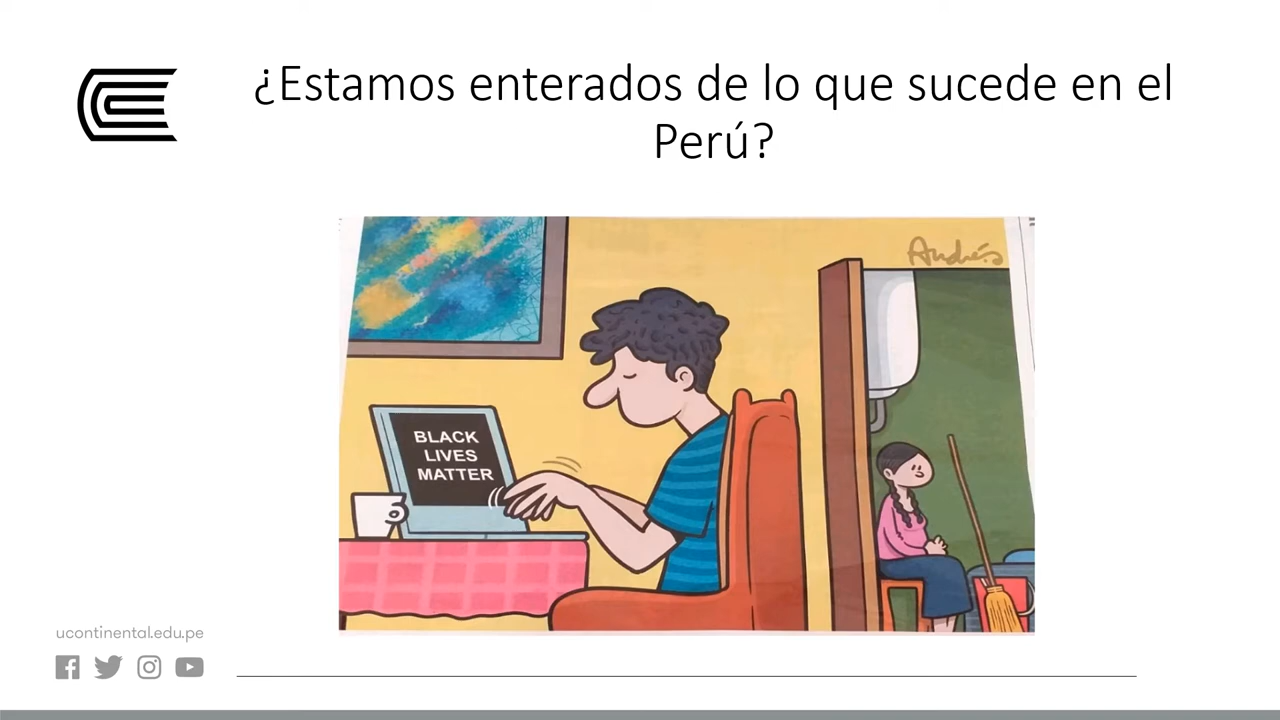 ¿Estamos enterados de lo que sucede en el
Perú?
Andrés
BLACK
LIVES
MATTER
ucontinental.edu.pe